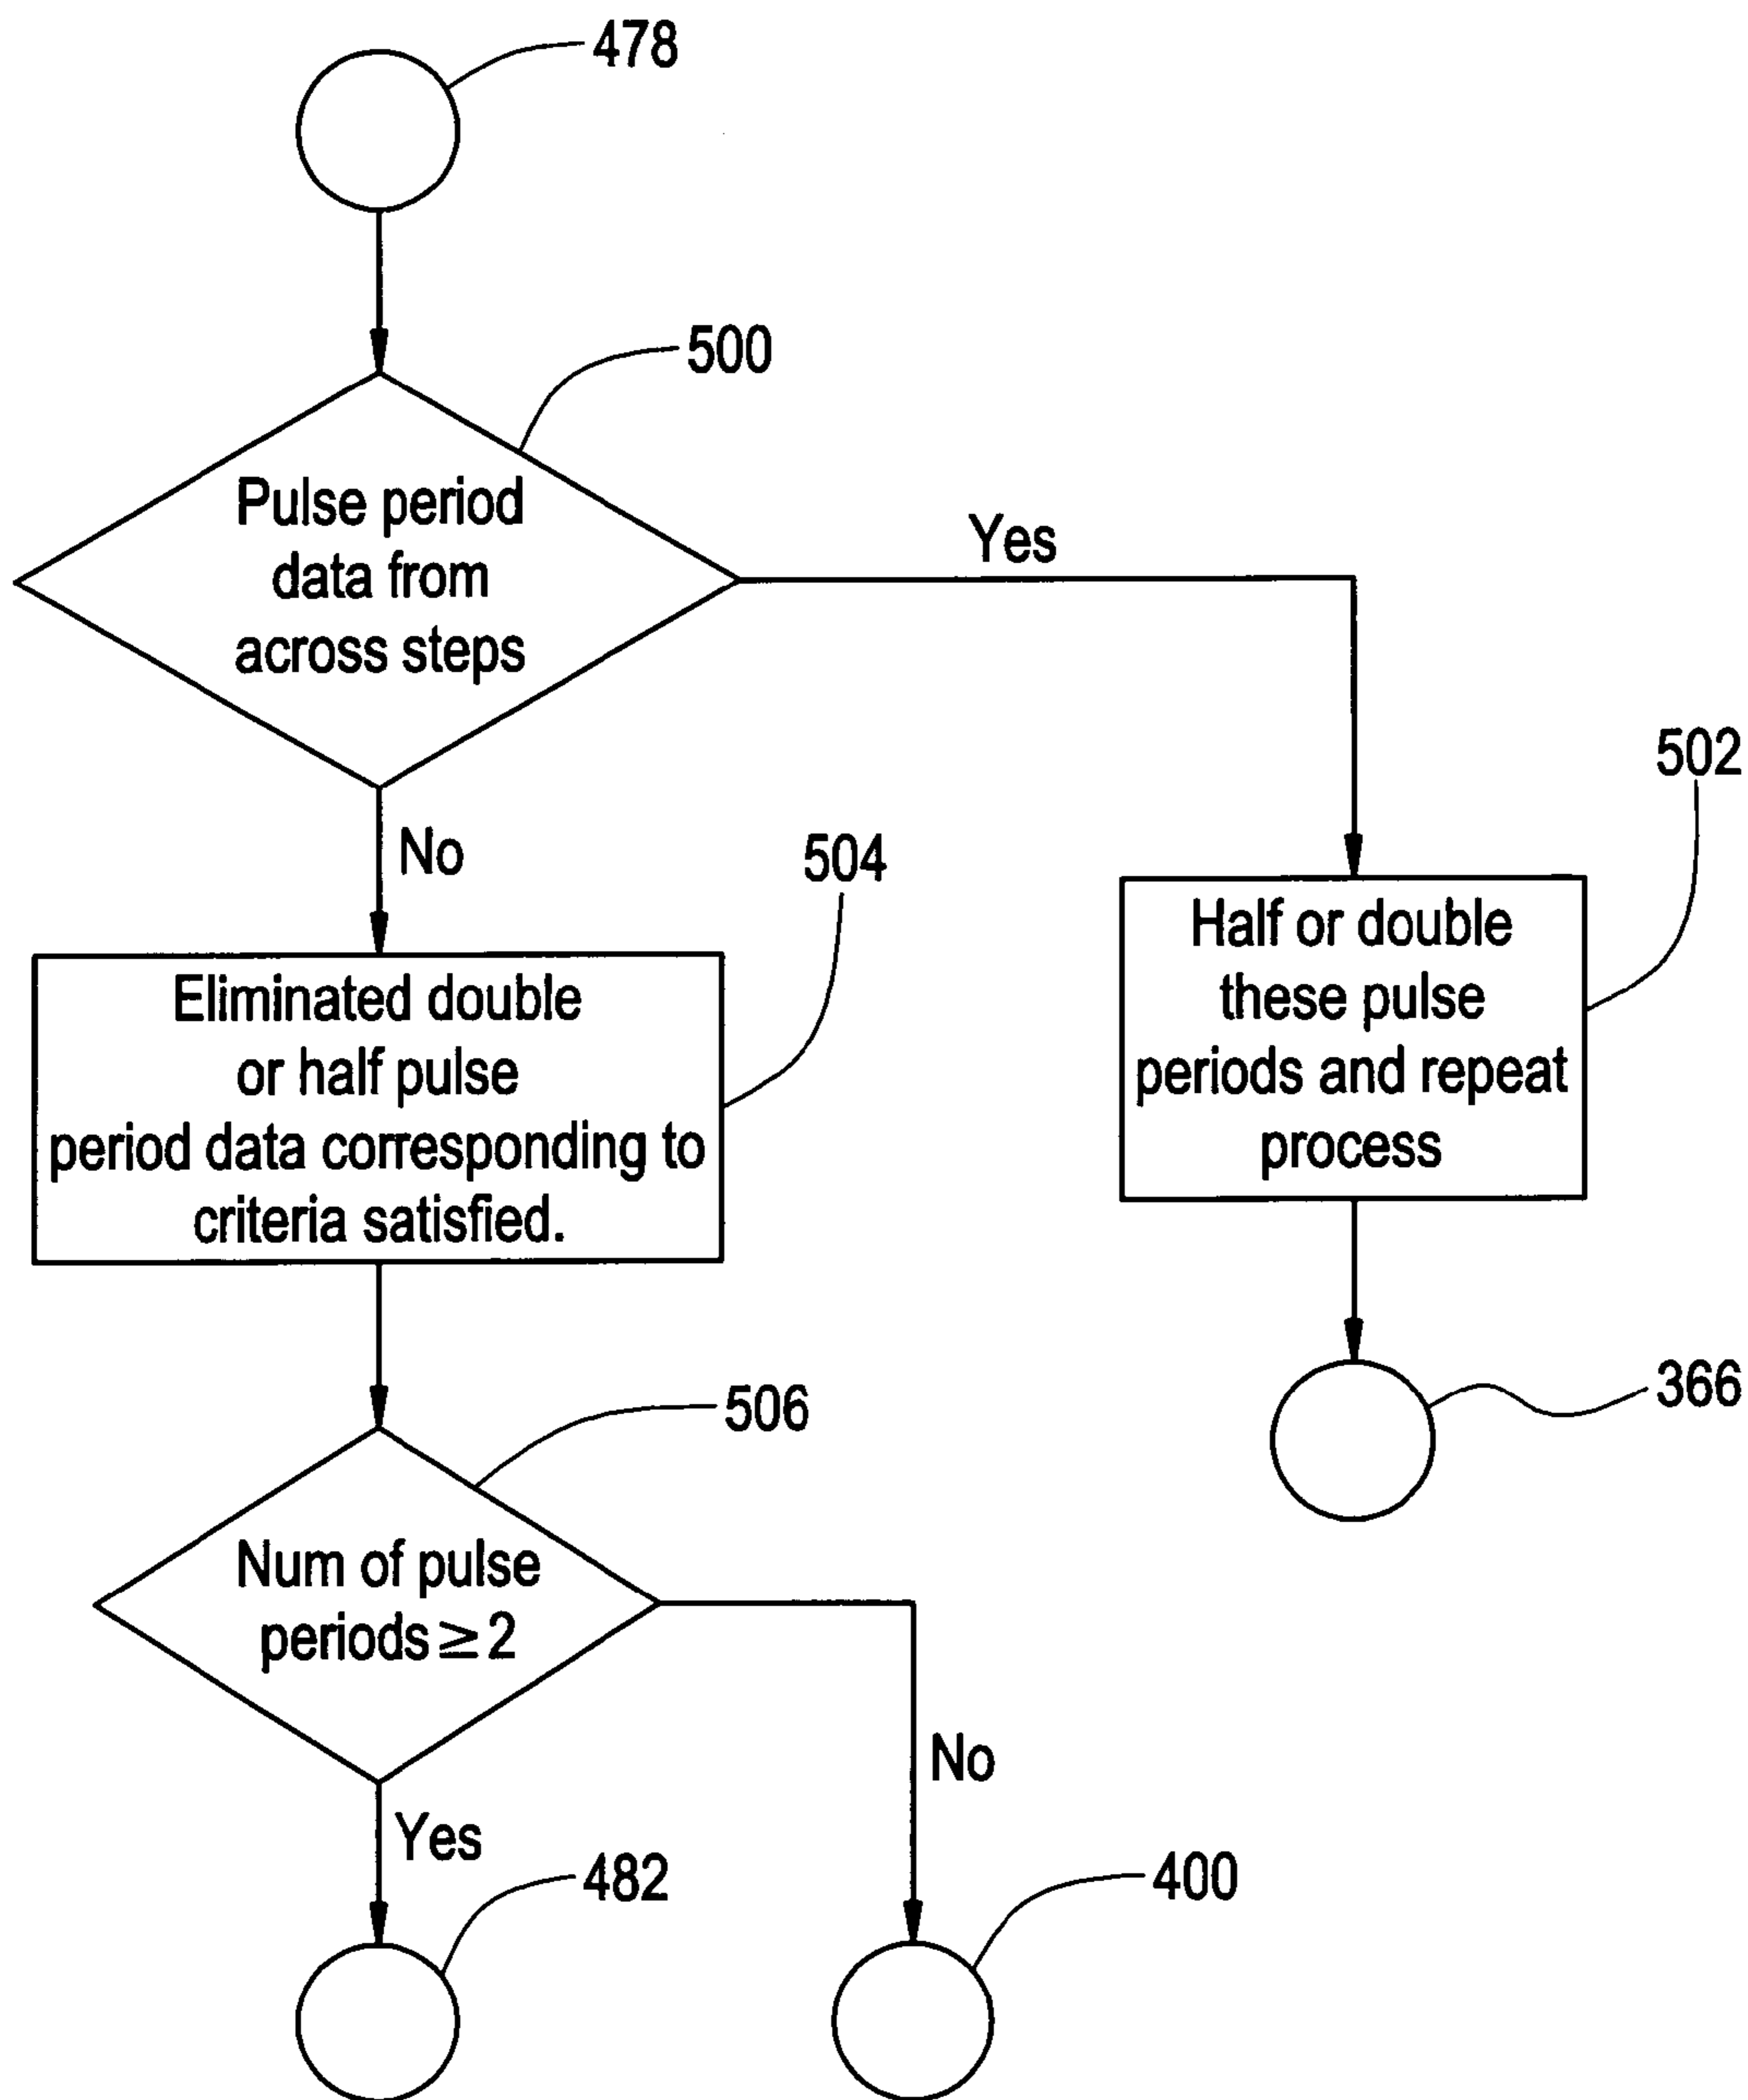 478
500
Pulse period
data from
across steps
Yes
No
502
504
Half or double
these pulse
periods and repeat
process
Eliminated double
or half pulse
period data corresponding to
criteria satisfied.
366
506
Num of pulse
periods ≥ 2
No
Yes
482
400